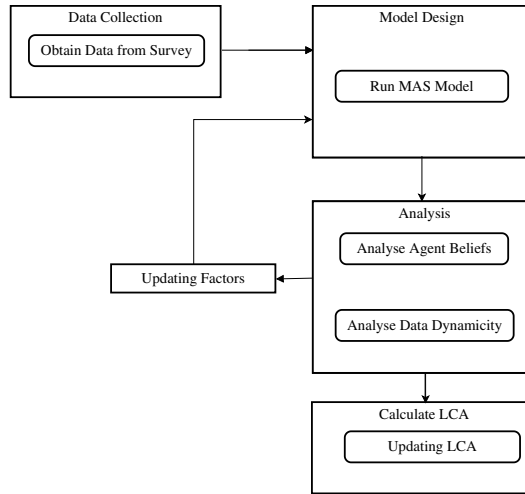 Data Collection
Obtain Data from Survey
Model Design
Run MAS Model
Analysis
Analyse Agent Beliefs
Updating Factors
Analyse Data Dynamicity
Calculate LCA
Updating LCA